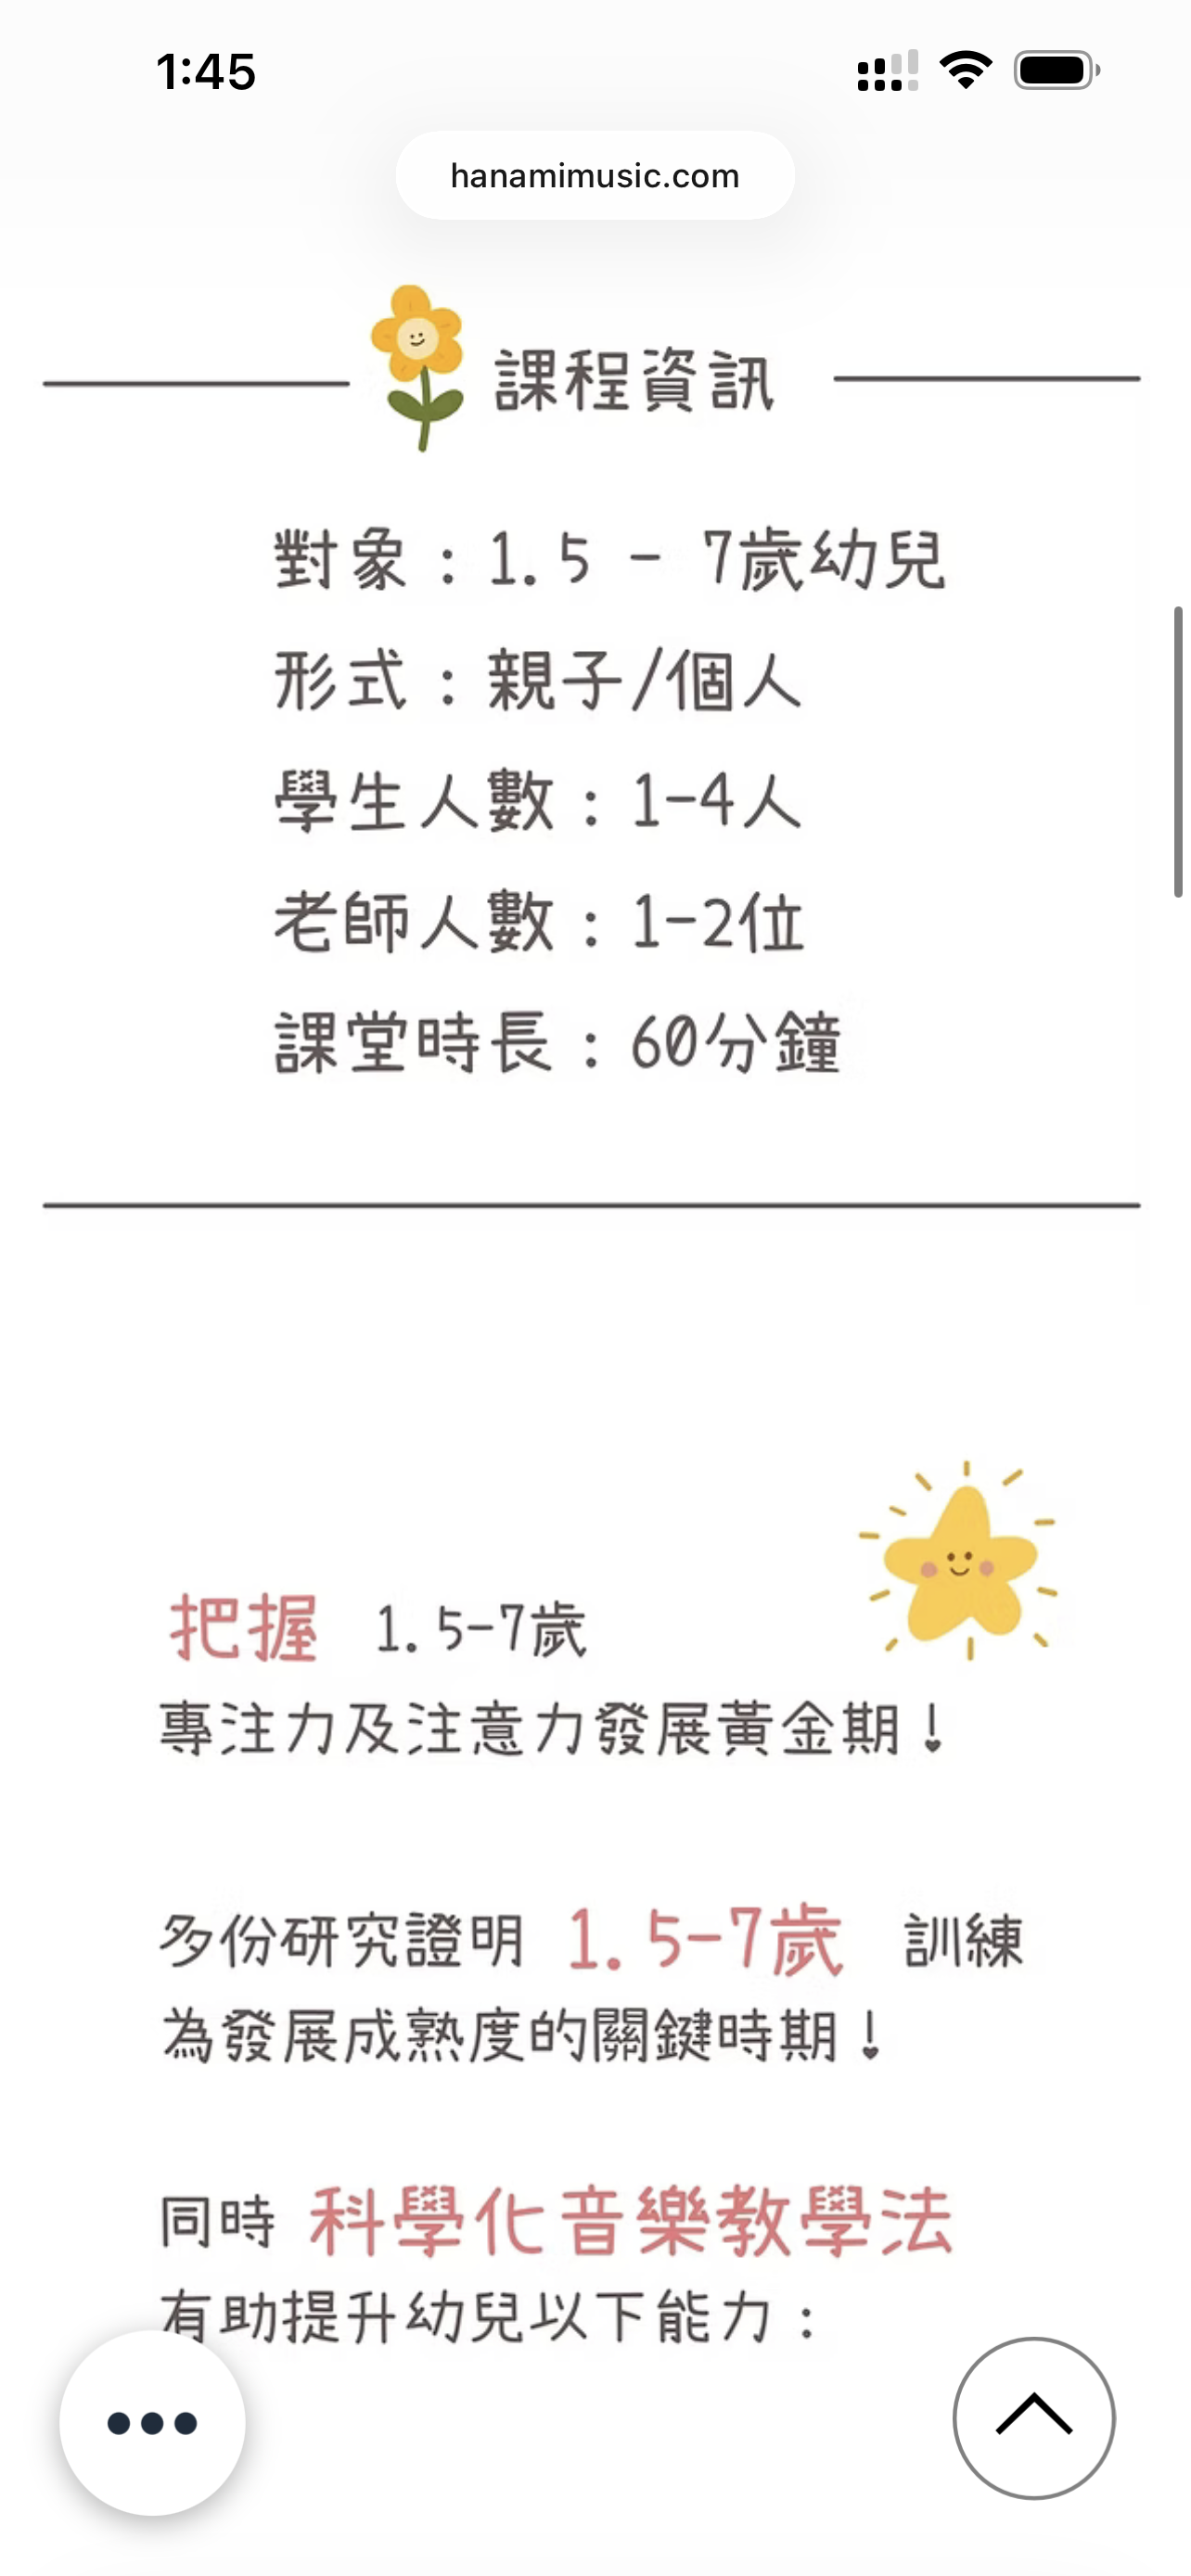 1:45
hanamimusic.com
課程資訊
對象：1.5 - 7歲幼兒
形式：親子/個人
學生人數：1-4人
老師人數：1-2位
課堂時長：60分鐘
把握 1.5-7歲
專注力及注意力發展黃金期！
多份研究證明 1.5-7歲 訓練
為發展成熟度的關鍵時期！
同時 科學化音樂教學法
有助提升幼兒以下能力：